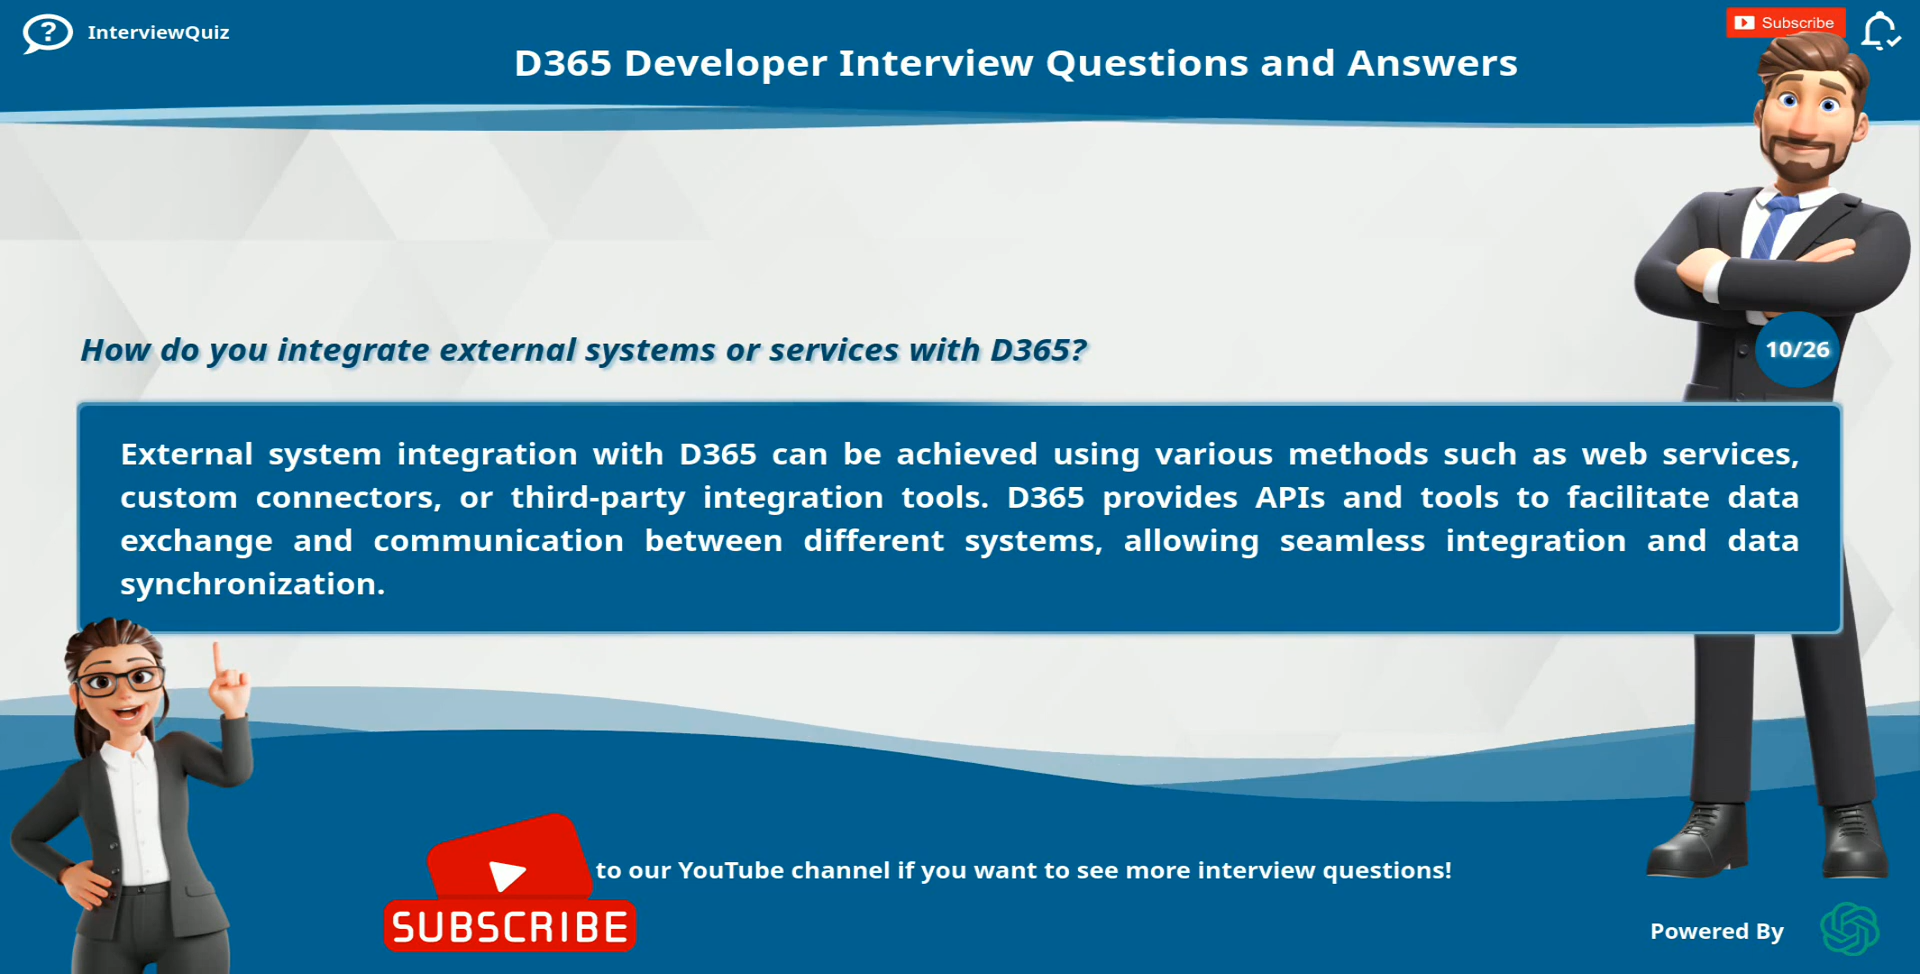 InterviewQuiz
Subscribe
D365 Developer Interview Questions and Answers
How do you integrate external systems or services with D365?
10/26
External system integration with D365 can be achieved using various methods such as web services,
custom connectors, or third-party integration tools. D365 provides APIs and tools to facilitate data
exchange and communication between different systems, allowing seamless integration and data
synchronization.
to our YouTube channel if you want to see more interview questions!
SUBSCRIBE
Powered By